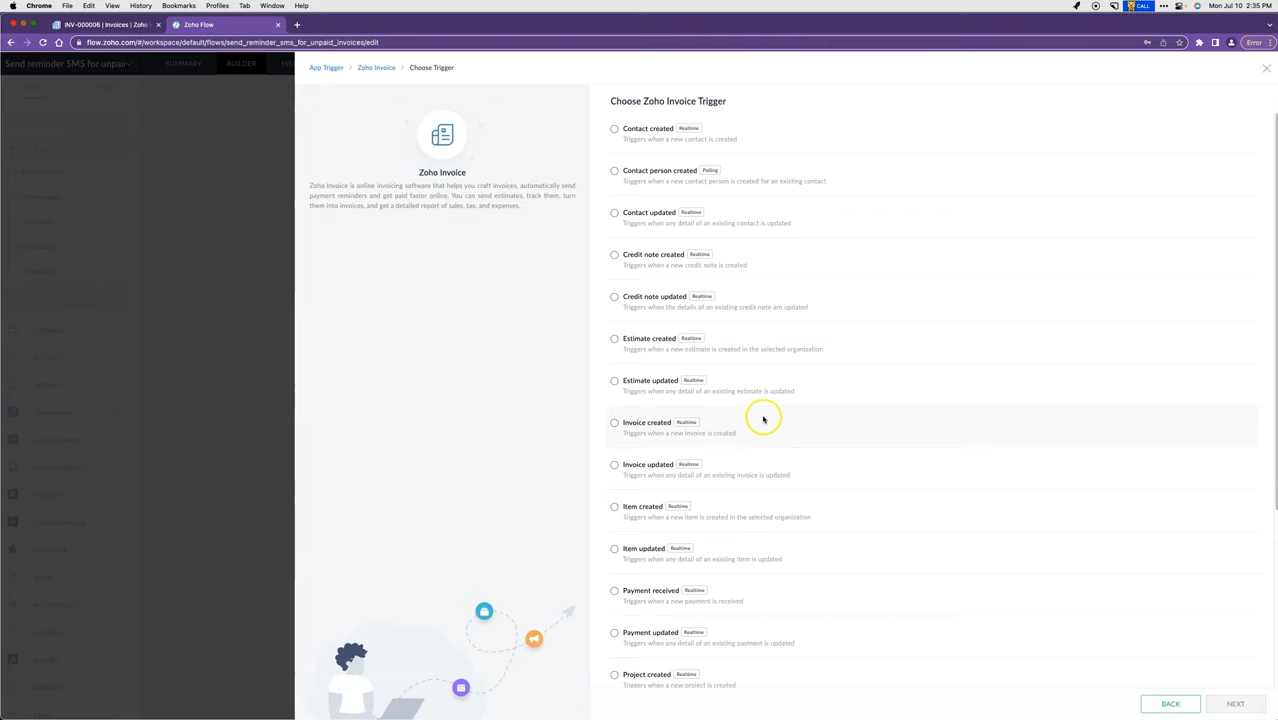 Chrome File Edit View History Bookmarks Profiles Tab Window Help
CALL Mon Jul 10 2:35 PM
INV-000006 | Invoices | Zoho
Zoho Flow
flow.zoho.com/#/workspace/default/flows/send_reminder_sms_for_unpaid_invoices/edit
Error
Send reminder SMS for unpai
SUMMARY
BUILDER
App Trigger > Zoho Invoice > Choose Trigger
Zoho Invoice
Zoho Invoice is online invoicing software that helps you craft invoices, automatically send
payment reminders and get paid faster online. You can send estimates, track them, turn
them into invoices, and get a detailed report of sales, tax, and expenses.
Choose Zoho Invoice Trigger
Contact created Realtime
Triggers when a new contact is created
Contact person created Polling
Triggers when a new contact person is created for an existing contact
Contact updated Realtime
Triggers when any detail of an existing contact is updated
Credit note created Realtime
Triggers when a new credit note is created
Credit note updated Realtime
Triggers when the details of an existing credit note are updated
Estimate created Realtime
Triggers when a new estimate is created in the selected organization
Estimate updated Realtime
Triggers when any detail of an existing estimate is updated
Invoice created Realtime
Triggers when a new invoice is created
Invoice updated Realtime
Triggers when any detail of an existing invoice is updated
Item created Realtime
Triggers when a new item is created in the selected organization
Item updated Realtime
Triggers when any detail of an existing item is updated
Payment received Realtime
Triggers when a new payment is received
Payment updated Realtime
Triggers when any detail of an existing payment is updated
Project created Realtime
Triggers when a new project is created
BACK
NEXT